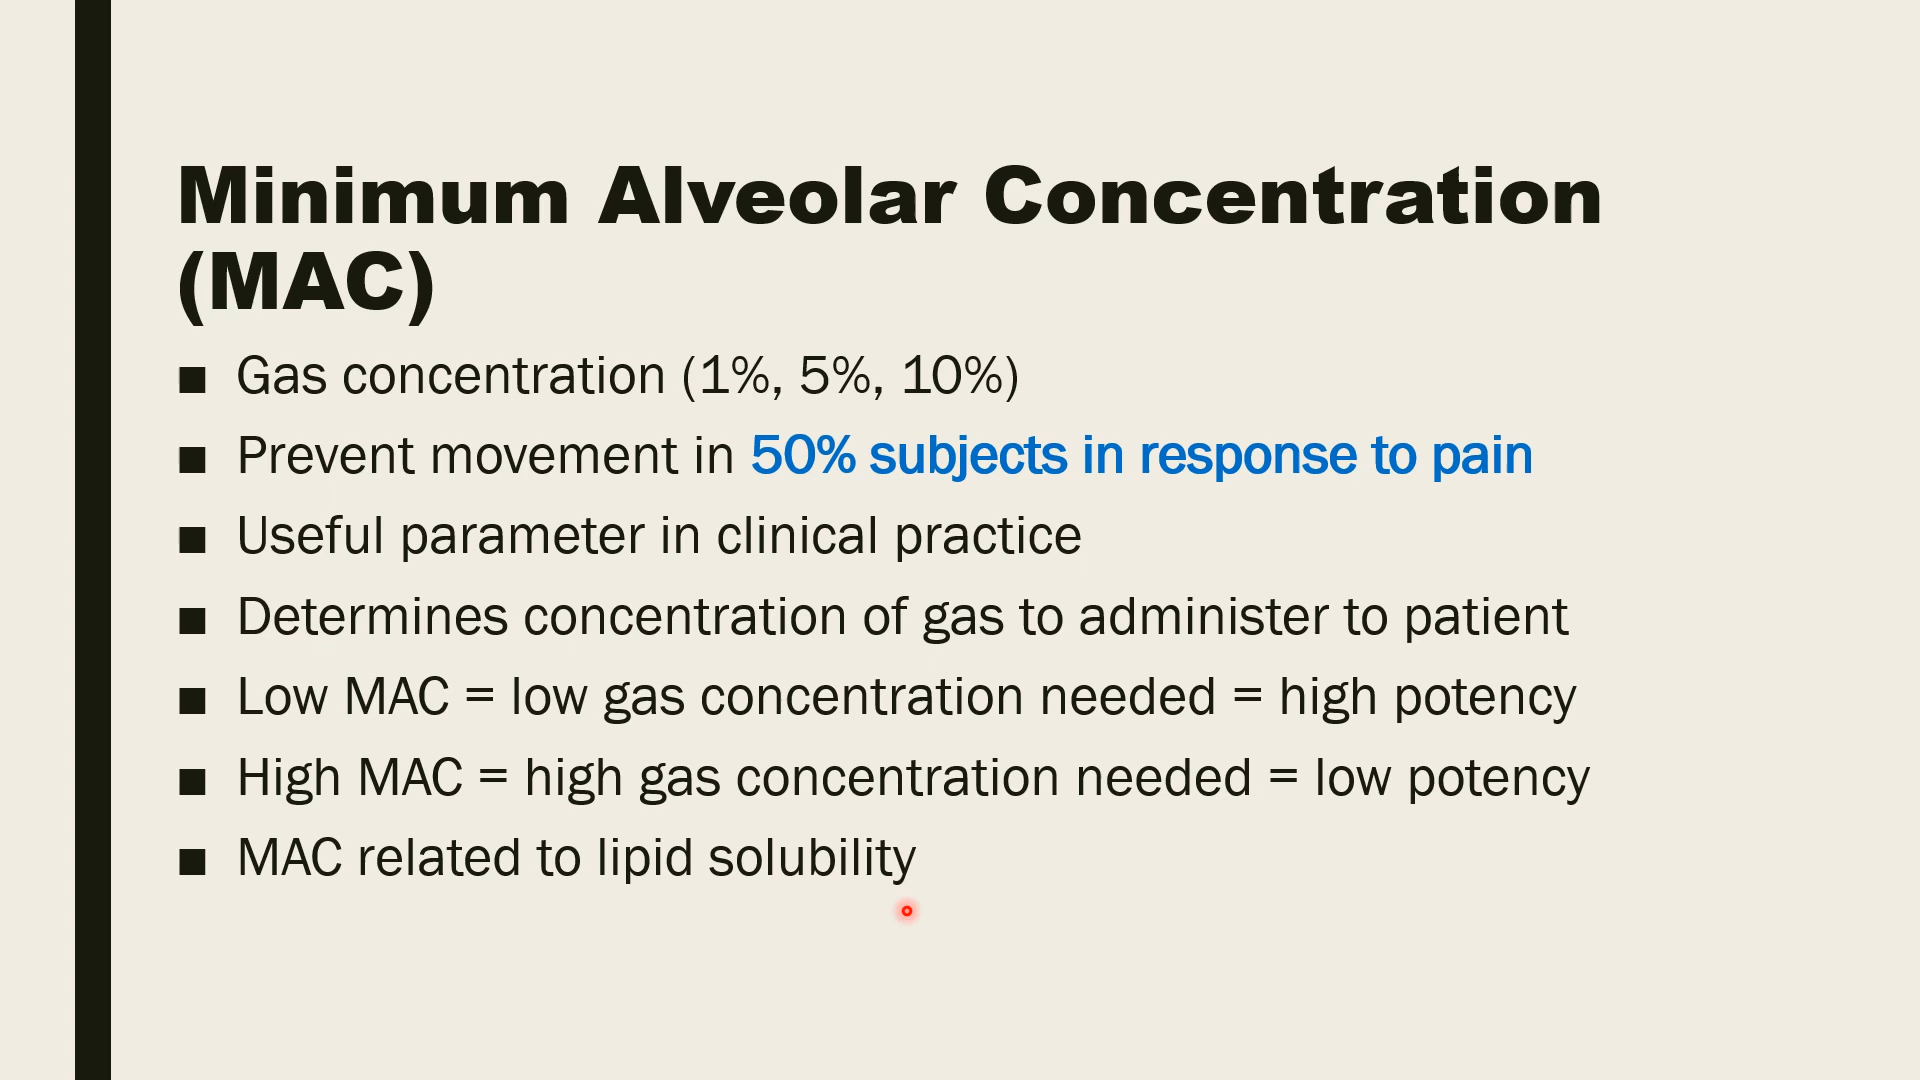 Minimum Alveolar Concentration
(MAC)
■ Gas concentration (1%, 5%, 10%)
■ Prevent movement in 50% subjects in response to pain
■ Useful parameter in clinical practice
■ Determines concentration of gas to administer to patient
■ Low MAC = low gas concentration needed = high potency
■ High MAC = high gas concentration needed = low potency
■ MAC related to lipid solubility